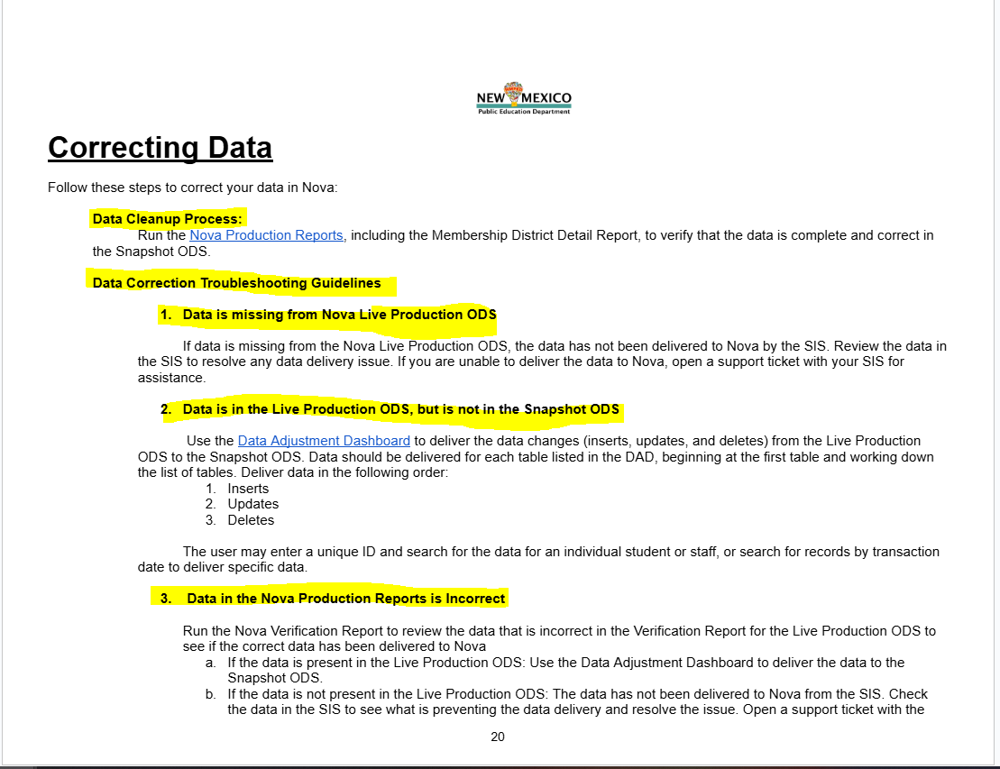 NEW MEXICO
Public Education Department
Correcting Data
Follow these steps to correct your data in Nova:
Data Cleanup Process:
Run the Nova Production Reports, including the Membership District Detail Report, to verify that the data is complete and correct in
the Snapshot ODS.
Data Correction Troubleshooting Guidelines
1. Data is missing from Nova Live Production ODS
If data is missing from the Nova Live Production ODS, the data has not been delivered to Nova by the SIS. Review the data in
the SIS to resolve any data delivery issue. If you are unable to deliver the data to Nova, open a support ticket with your SIS for
assistance.
2. Data is in the Live Production ODS, but is not in the Snapshot ODS
Use the Data Adjustment Dashboard to deliver the data changes (inserts, updates, and deletes) from the Live Production
ODS to the Snapshot ODS. Data should be delivered for each table listed in the DAD, beginning at the first table and working down
the list of tables. Deliver data in the following order:
1. Inserts
2. Updates
3. Deletes
The user may enter a unique ID and search for the data for an individual student or staff, or search for records by transaction
date to deliver specific data.
3. Data in the Nova Production Reports is Incorrect
Run the Nova Verification Report to review the data that is incorrect in the Verification Report for the Live Production ODS to
see if the correct data has been delivered to Nova
a. If the data is present in the Live Production ODS: Use the Data Adjustment Dashboard to deliver the data to the
Snapshot ODS.
b. If the data is not present in the Live Production ODS: The data has not been delivered to Nova from the SIS. Check
the data in the SIS to see what is preventing the data delivery and resolve the issue. Open a support ticket with the
20